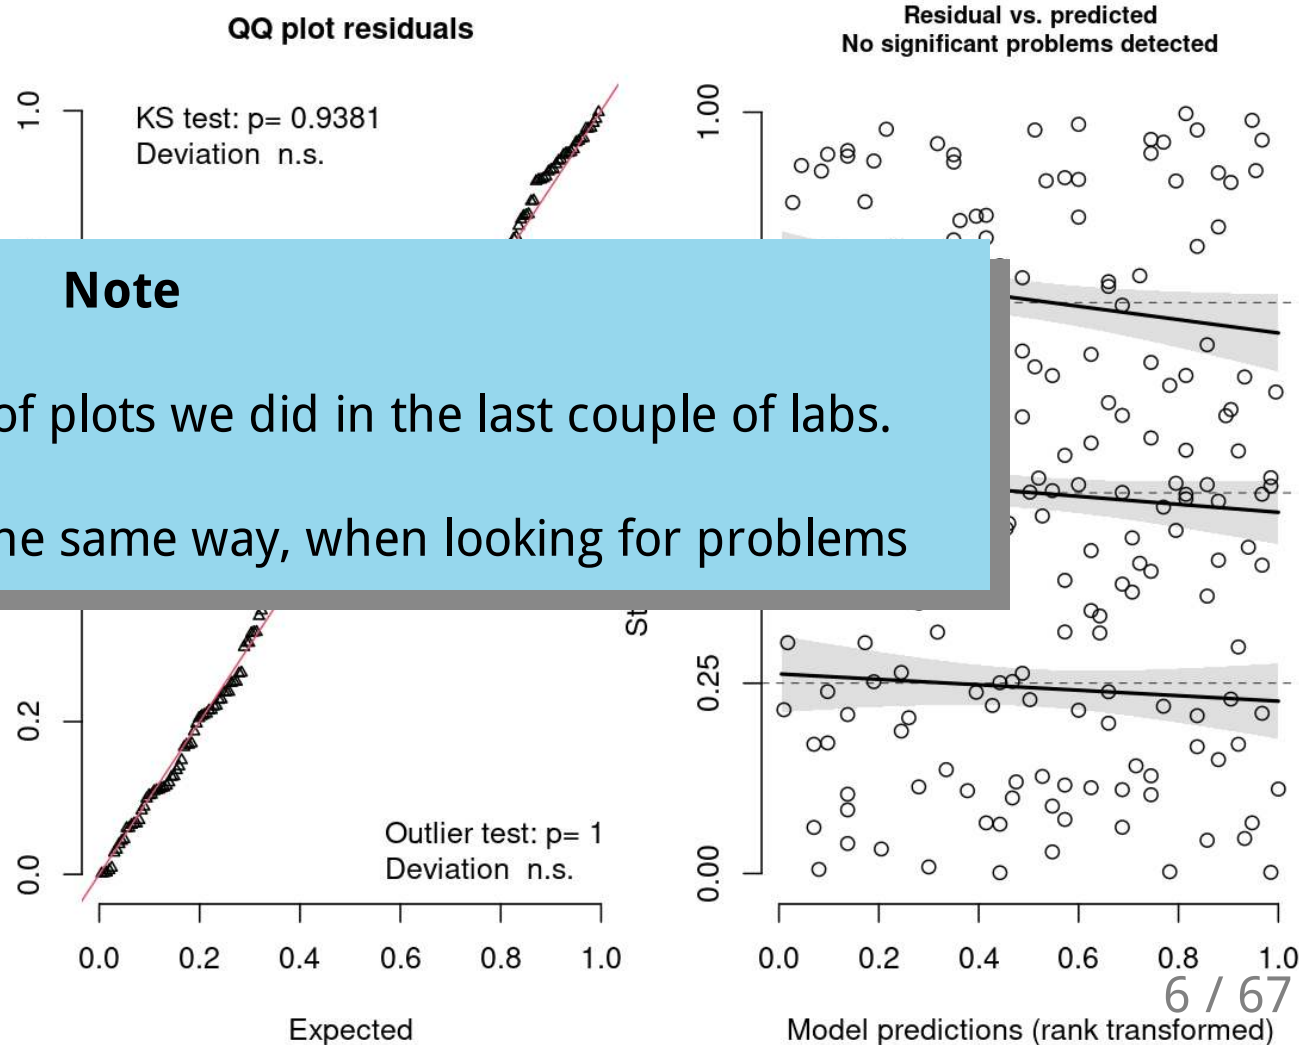 QQ plot residuals
KS test: p= 0.9381
Deviation n.s.
1.0
0.2
0.0
Outlier test: p= 1
Deviation n.s.
0.0 0.2 0.4 0.6 0.8 1.0
Expected
Residual vs. predicted
No significant problems detected
1.00
0.25
0.00
0.0 0.2 0.4 0.6 0.8 1.0
Model predictions (rank transformed)
Note
of plots we did in the last couple of labs.
same way, when looking for problems
6 / 67